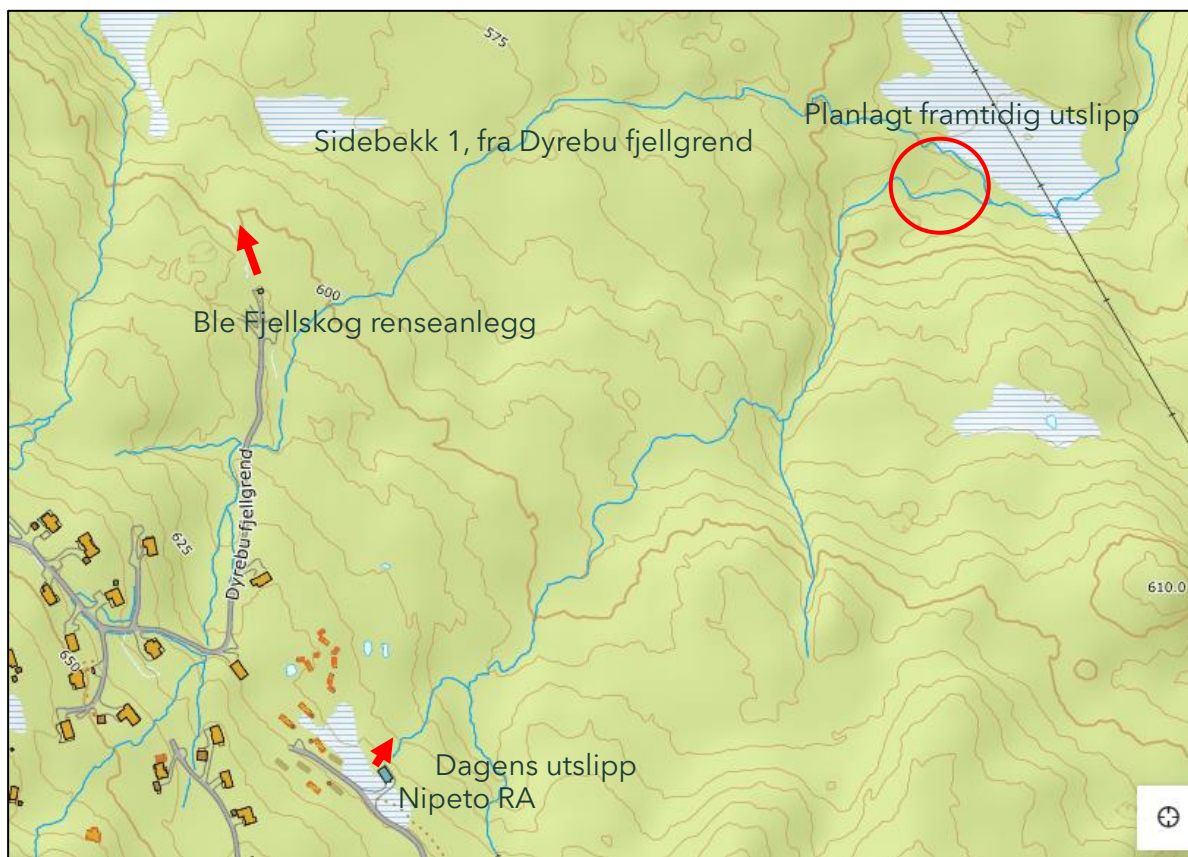 575
Planlagt framtidig utslipp
Sidebekk 1, fra Dyrebu fjellgrend
600
Ble Fjellskog renseanlegg
Dyrebu fjellgrend
625
610.0
650
Dagens utslipp
Nipeto RA